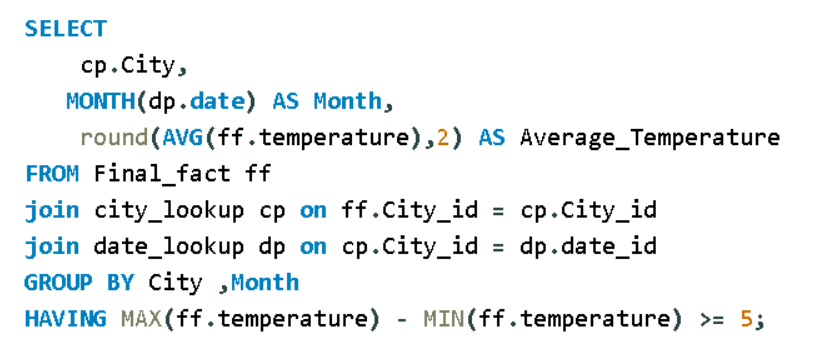 SELECT
cp.City,
MONTH(dp.date) AS Month,
round(AVG(ff.temperature),2) AS Average_Temperature
FROM Final_fact ff
join city_lookup cp on ff.City_id = cp.City_id
join date_lookup dp on cp.City_id = dp.date_id
GROUP BY City ,Month
HAVING MAX(ff.temperature) - MIN(ff.temperature) >= 5;